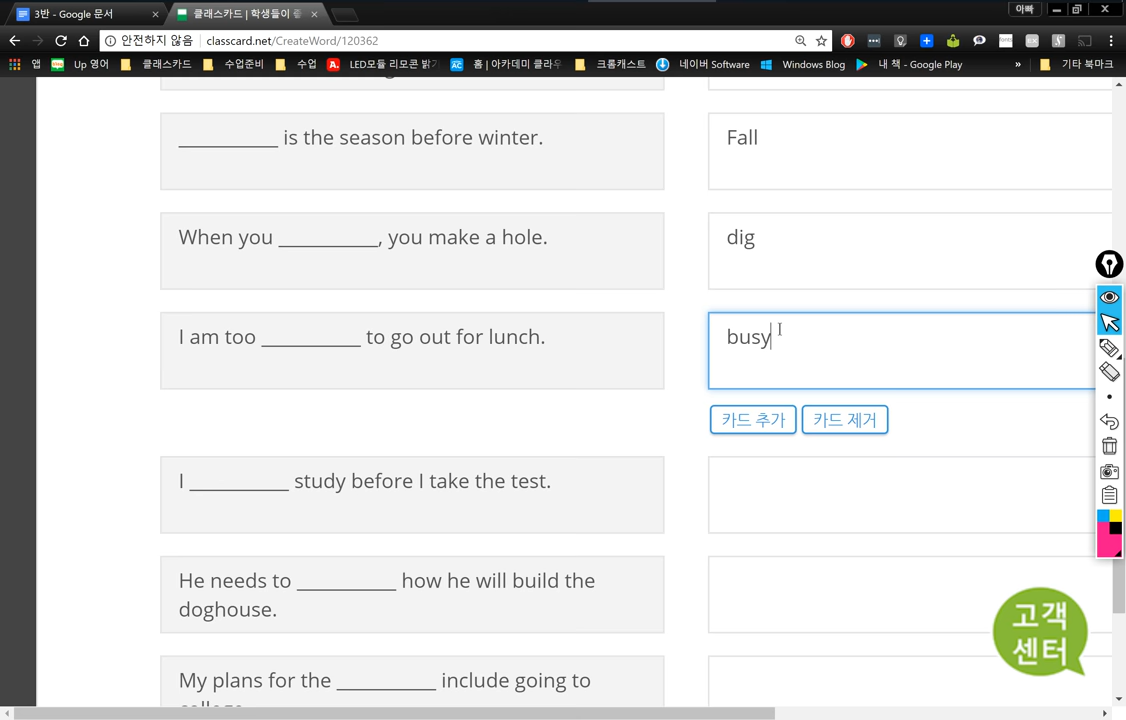 3반 - Google 문서
클래스카드 | 학생들이 줄
아빠
안전하지 않음 classcard.net/CreateWord/120362
앱 Up 영어 클래스카드 수업준비 수업 LED모듈 리모콘 밝기 홈 | 아카데미 클라우 크롬캐스트 네이버 Software Windows Blog 내 책 - Google Play » 기타 북마크
__________ is the season before winter.
Fall
When you __________, you make a hole.
dig
I am too __________ to go out for lunch.
busy
카드 추가 카드 제거
I __________ study before I take the test.
He needs to __________ how he will build the
doghouse.
My plans for the __________ include going to
college.
고객
센터